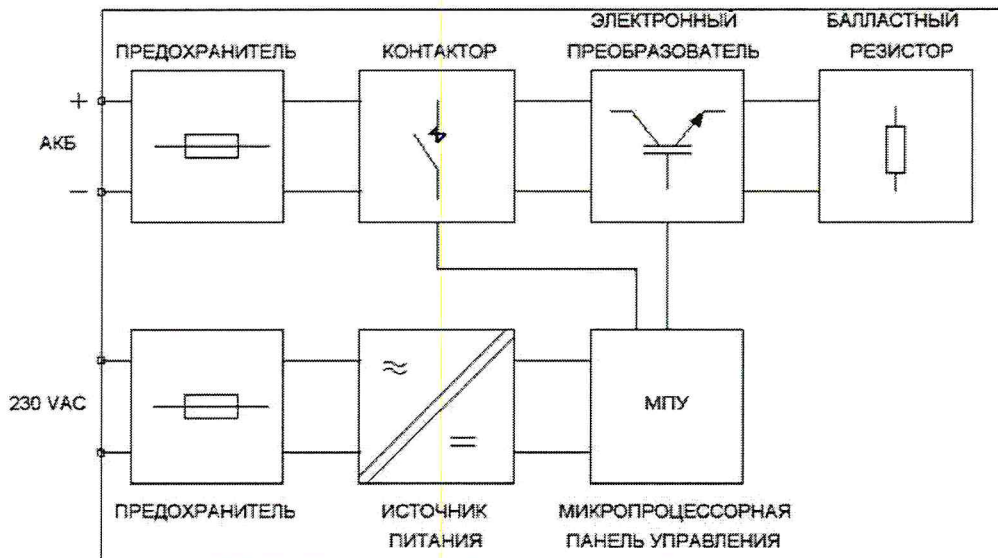 ПРЕДОХРАНИТЕЛЬ
КОНТАКТОР
ЭЛЕКТРОННЫЙ
ПРЕОБРАЗОВАТЕЛЬ
БАЛЛАСТНЫЙ
РЕЗИСТОР
+
АКБ
−
230 VAC
МПУ
ПРЕДОХРАНИТЕЛЬ
ИСТОЧНИК
ПИТАНИЯ
МИКРОПРОЦЕССОРНАЯ
ПАНЕЛЬ УПРАВЛЕНИЯ